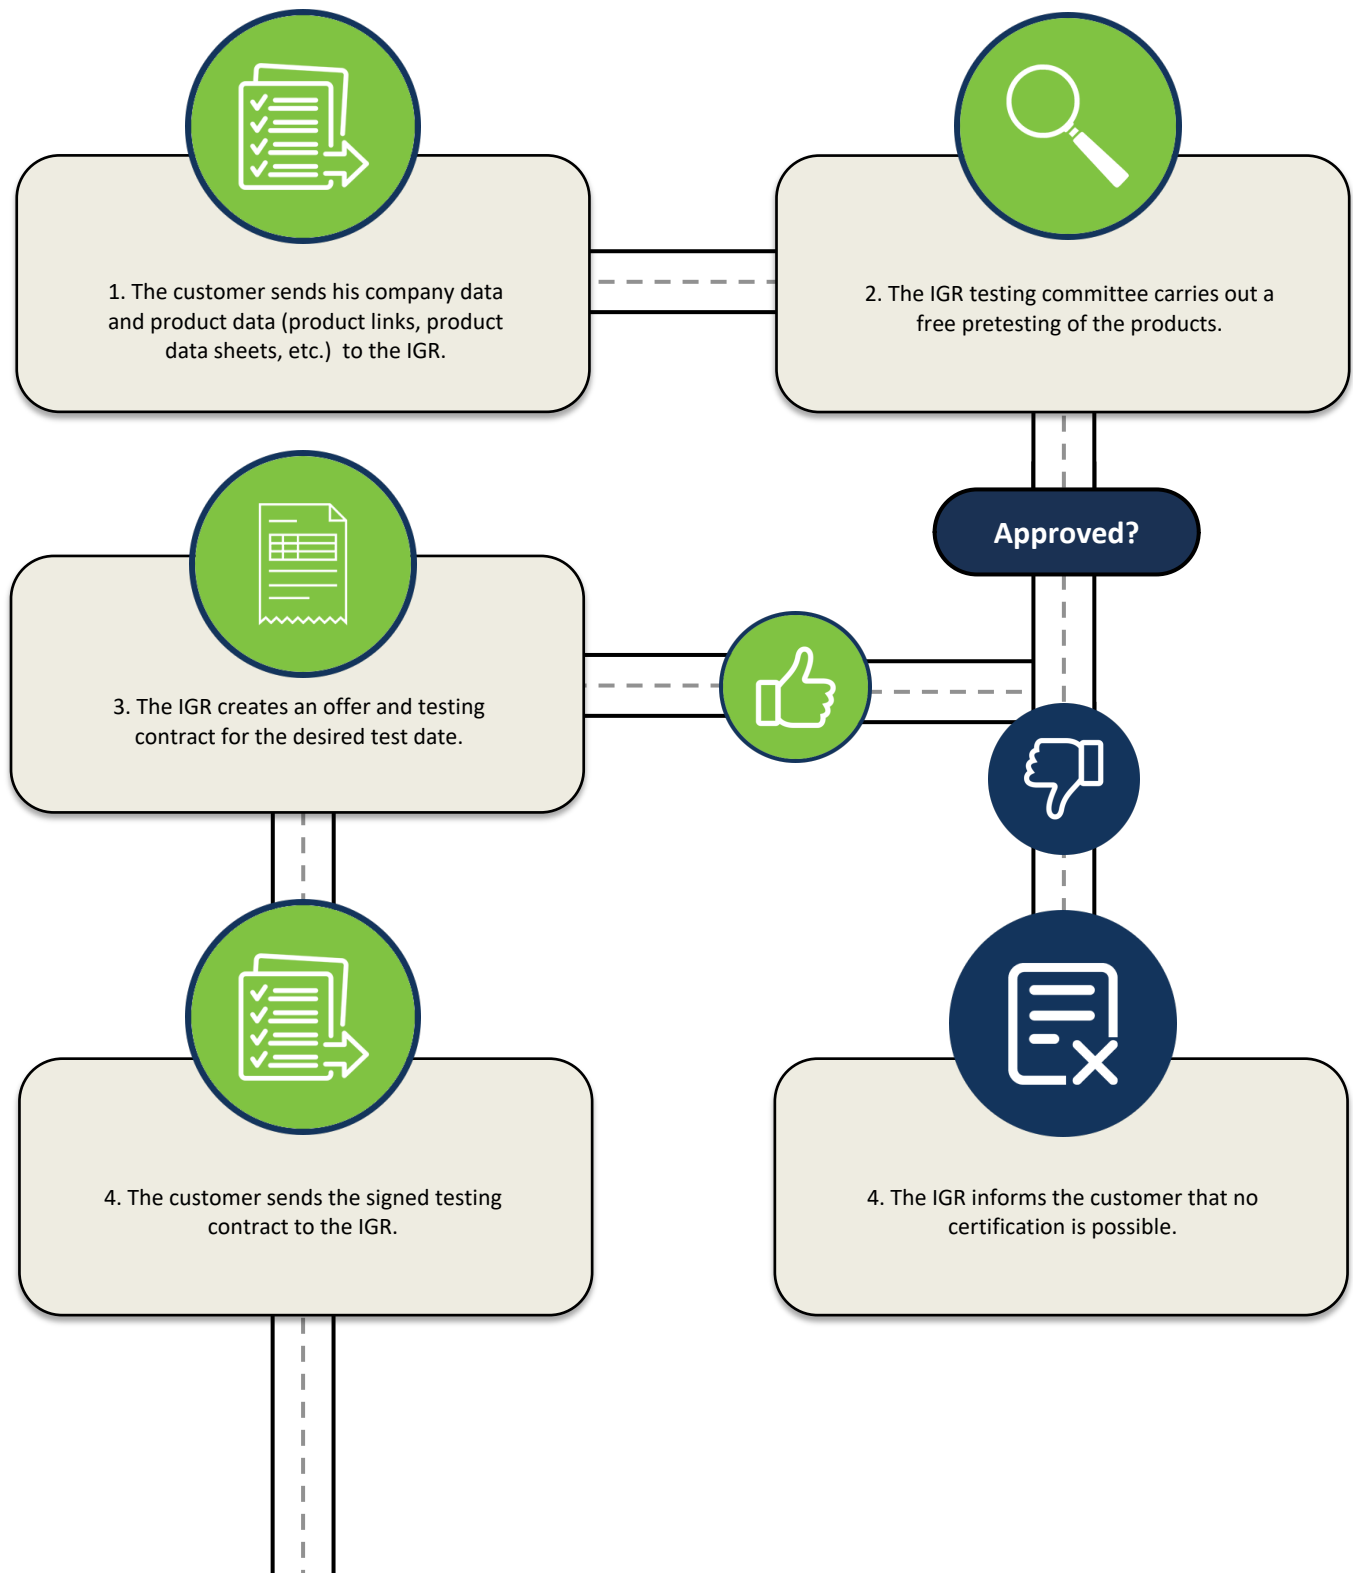 1. The customer sends his company data
and product data (product links, product
data sheets, etc.)  to the IGR.
2. The IGR testing committee carries out a
free pretesting of the products.
Approved?
3. The IGR creates an offer and testing
contract for the desired test date.
4. The customer sends the signed testing
contract to the IGR.
4. The IGR informs the customer that no
certification is possible.